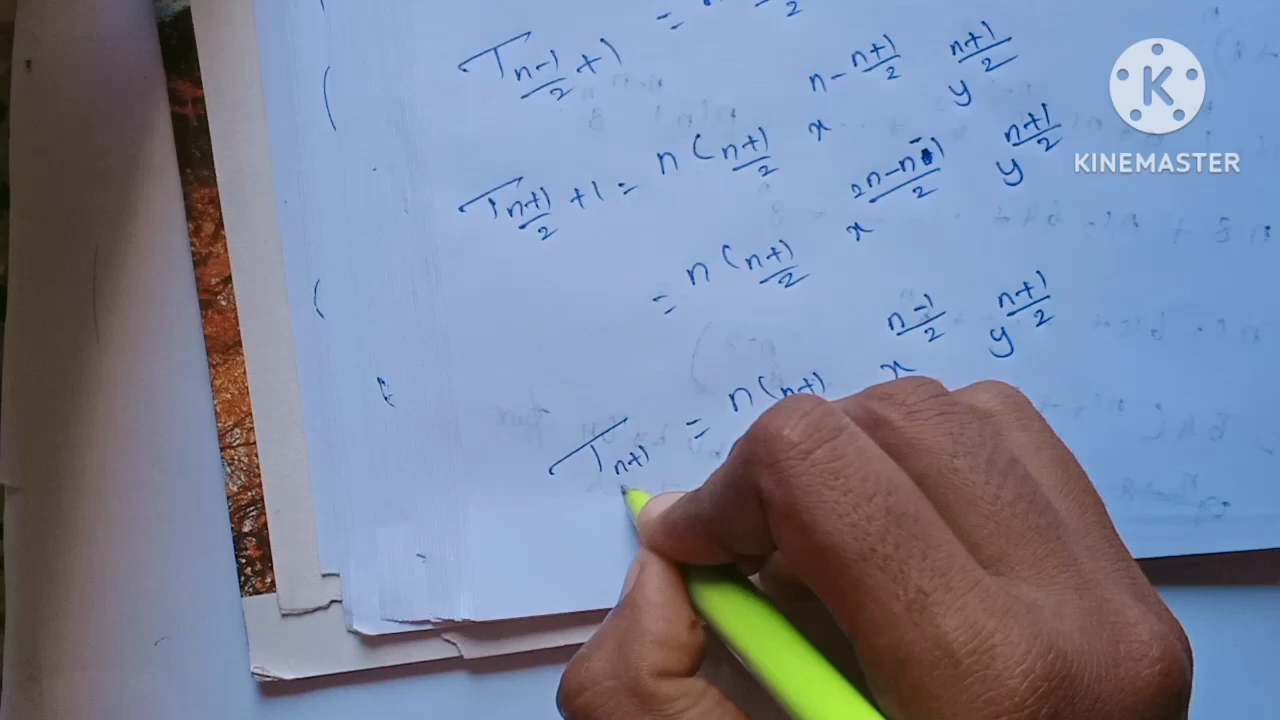 T n-1/2 +1 =
T n+1/2 +1 = n C n+1/2 x n - n+1/2 y n+1/2
= n C n+1/2 x 2n-n-1/2 y n+1/2
T n+1 = n C n+1 x n-1/2 y n+1/2
KINEMASTER